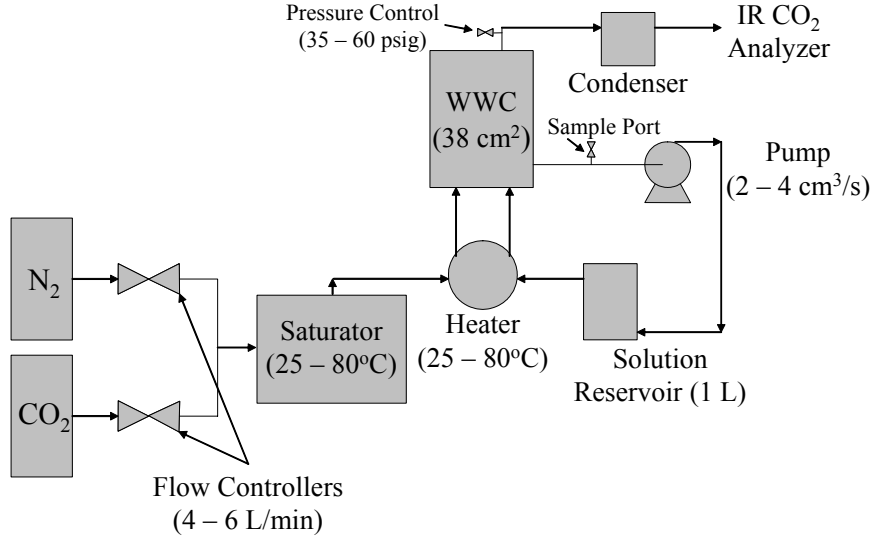 Pressure Control
(35 – 60 psig)
IR CO₂
Analyzer
Condenser
WWC
(38 cm²)
Sample Port
Pump
(2 – 4 cm³/s)
N₂
Saturator
(25 – 80°C)
Heater
(25 – 80°C)
Solution
Reservoir (1 L)
CO₂
Flow Controllers
(4 – 6 L/min)